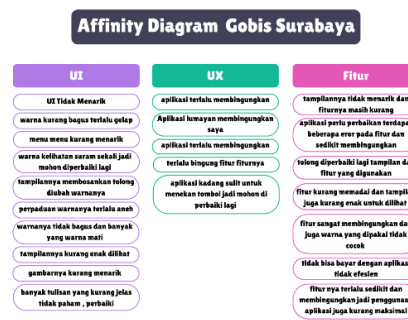 Affinity Diagram Gobis Surabaya
UI
UI Tidak Menarik
warna kurang bagus terlalu gelap
menu menu kurang menarik
warna kelihatan suram sekali jadi
mohon diperbaiki lagi
tampilannya membosankan tolong
diubah warnanya
perpaduan warnanya terlalu aneh
warnanya tidak bagus dan banyak
yang warna mati
tampilannya kurang enak dilihat
gambarnya kurang menarik
banyak tulisan yang kurang jelas
tidak paham , perbaiki
UX
aplikasi terlalu membingungkan
Aplikasi lumayan membingungkan
saya
aplikasi terlalu membingungkan
terlalu bingung fitur fiturnya
aplikasi kadang sulit untuk
menekan tombol jadi mohon di
perbaiki lagi
Fitur
tampilannya tidak menarik dan
fiturnya masih kurang
aplikasi perlu perbaikan terdapa
beberapa eror pada fitur dan
sedikit membingungkan
tolong diperbaiki lagi tampilan da
fitur yang digunakan
fitur kurang memadai dan tampil
juga kurang enak untuk dilihat
fitur sangat membingungkan da
juga warna yang dipakai tidak
cocok
tidak bisa bayar dengan aplikas
tidak efesien
fitur nya terlalu sedikit dan
membingungkan jadi penggunaa
aplikasi juga kurang maksimal